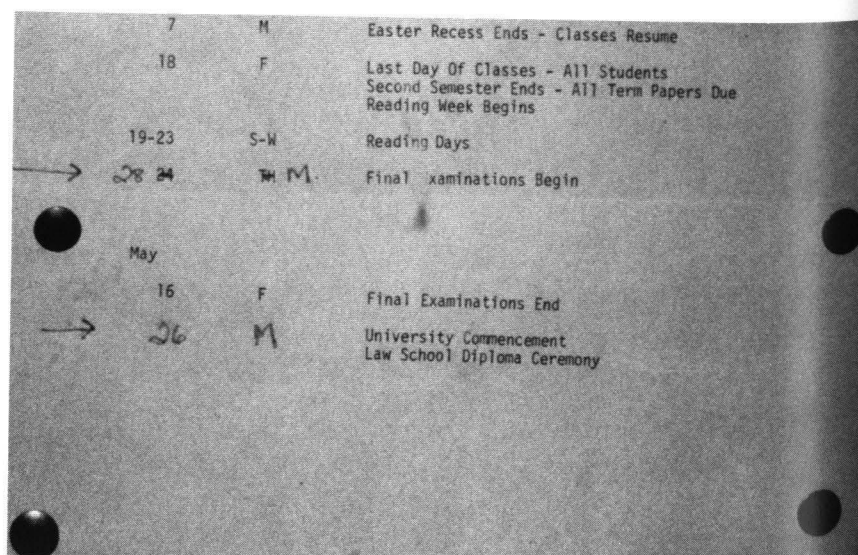 7 M Easter Recess Ends - Classes Resume
18 F Last Day Of Classes - All Students
Second Semester Ends - All Term Papers Due
Reading Week Begins
19-23 S-W Reading Days
28 24 TH M. Final xaminations Begin
May
16 F Final Examinations End
26 M University Commencement
Law School Diploma Ceremony